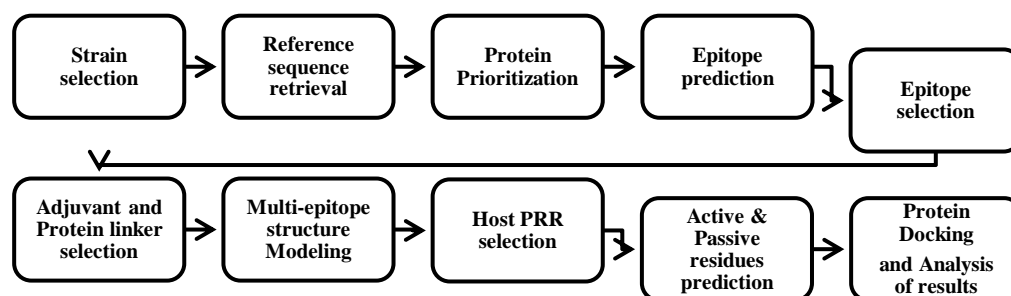 Strain
selection
Reference
sequence
retrieval
Protein
Prioritization
Epitope
prediction
Epitope
selection
Adjuvant and
Protein linker
selection
Multi-epitope
structure
Modeling
Host PRR
selection
Active &
Passive
residues
prediction
Protein
Docking
and Analysis
of results